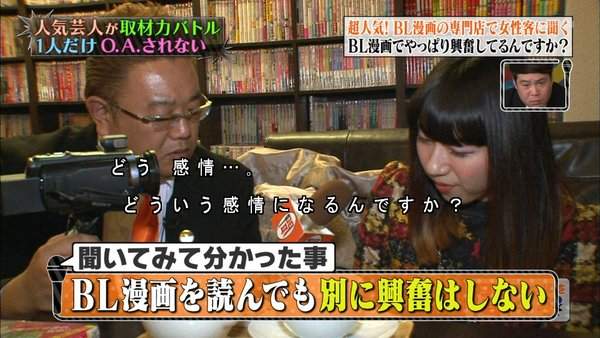 人気芸人が取材力バトル
1人だけO.A.されない
超人気!BL漫画の専門店で女性客に聞く
BL漫画でやっぱり興奮してるんですか?
どう 感情…。
どういう感情になるんですか?
聞いてみて分かった事
BL漫画を読んでも別に興奮はしない